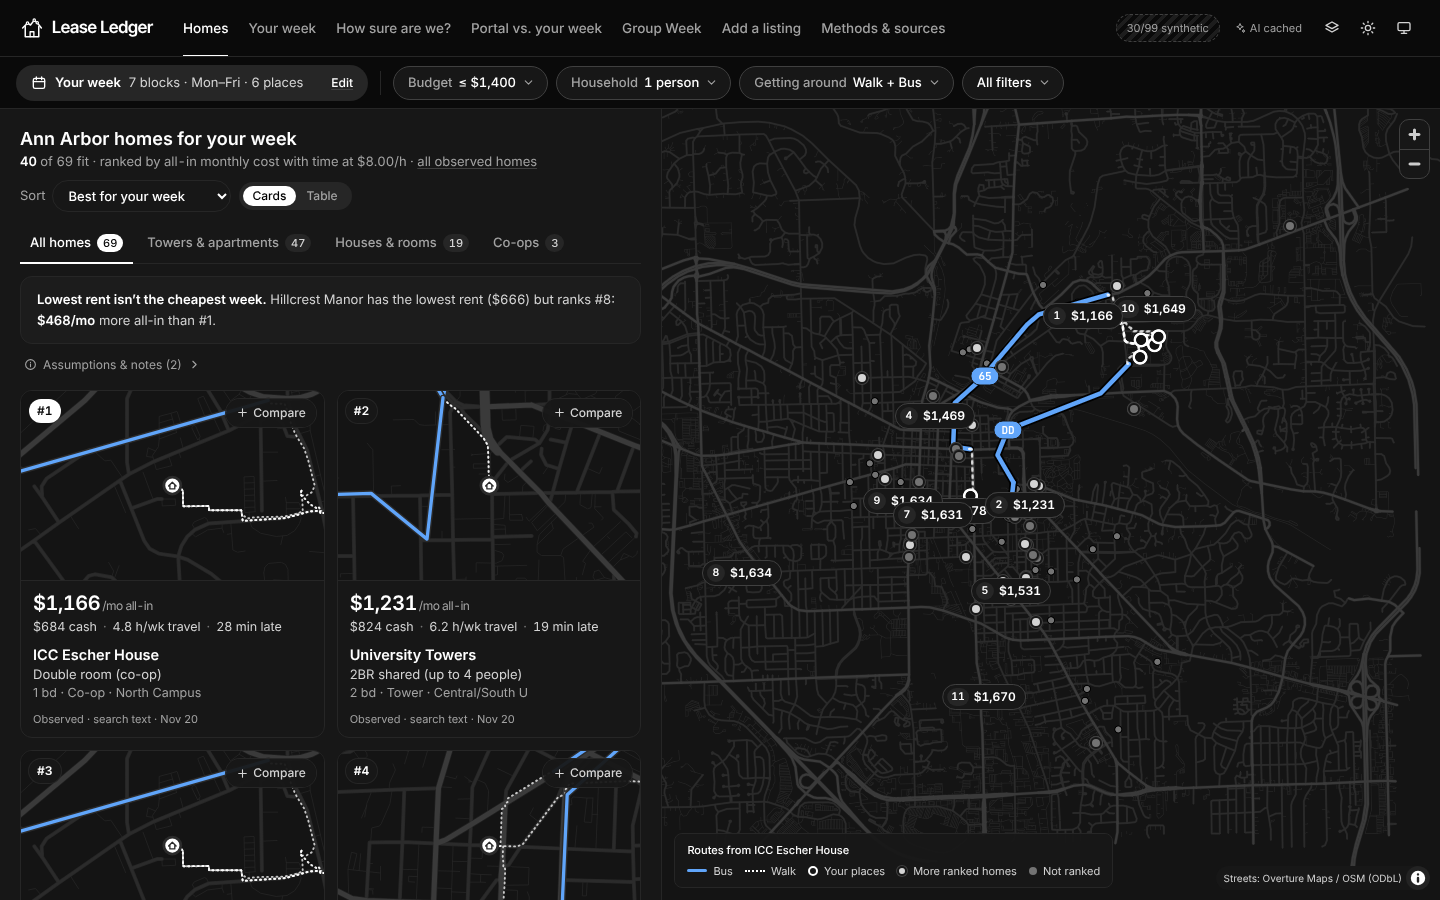 Lease Ledger
Homes
Your week
How sure are we?
Portal vs. your week
Group Week
Add a listing
Methods & sources
30/99 synthetic
AI cached
Your week 7 blocks · Mon–Fri · 6 places Edit
Budget ≤ $1,400
Household 1 person
Getting around Walk + Bus
All filters
Ann Arbor homes for your week
40 of 69 fit · ranked by all-in monthly cost with time at $8.00/h · all observed homes
Sort Best for your week
Cards Table
All homes 69
Towers & apartments 47
Houses & rooms 19
Co-ops 3
Lowest rent isn't the cheapest week. Hillcrest Manor has the lowest rent ($666) but ranks #8:
$468/mo more all-in than #1.
Assumptions & notes (2)
#1
+ Compare
$1,166 /mo all-in
$684 cash · 4.8 h/wk travel · 28 min late
ICC Escher House
Double room (co-op)
1 bd · Co-op · North Campus
Observed · search text · Nov 20
#2
+ Compare
$1,231 /mo all-in
$824 cash · 6.2 h/wk travel · 19 min late
University Towers
2BR shared (up to 4 people)
2 bd · Tower · Central/South U
Observed · search text · Nov 20
#3
+ Compare
#4
+ Compare
1 $1,166
10 $1,649
65
4 $1,469
DD
9 $1,634
7 $1,631
78
2 $1,231
8 $1,634
5 $1,531
11 $1,670
+
−
Routes from ICC Escher House
Bus
Walk
Your places
More ranked homes
Not ranked
Streets: Overture Maps / OSM (ODbL)